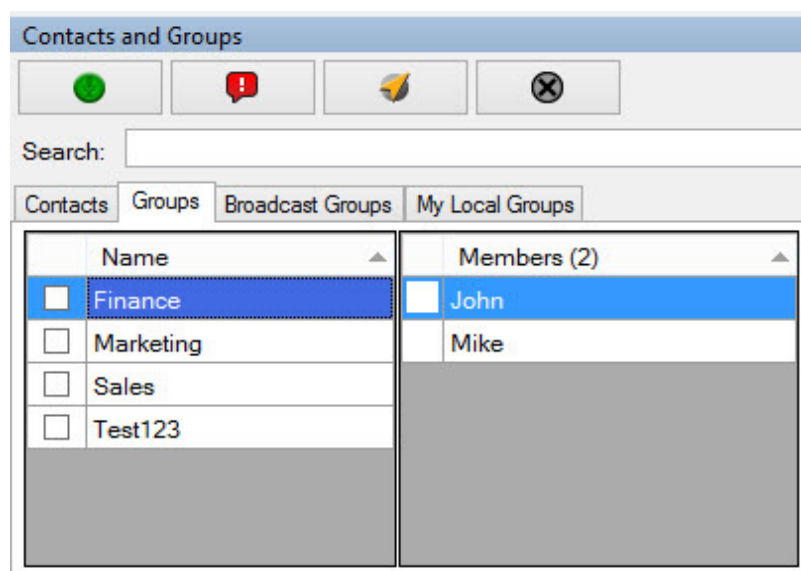 Contacts and Groups
Search:
Contacts Groups Broadcast Groups My Local Groups
Name Members (2)
Finance John
Marketing Mike
Sales
Test123